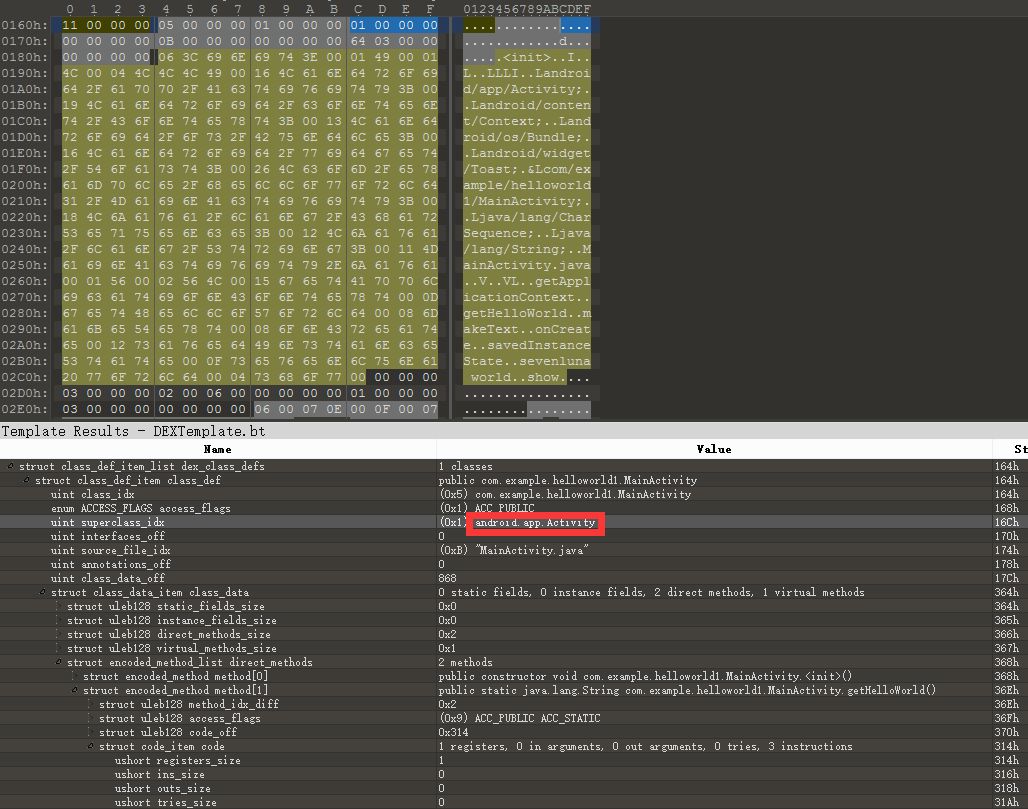 0 1 2 3 4 5 6 7 8 9 A B C D E F 0123456789ABCDEF
0160h: 11 00 00 00 05 00 00 00 01 00 00 00 01 00 00 00 ................
0170h: 00 00 00 00 0B 00 00 00 00 00 00 00 64 03 00 00 ............d...
0180h: 00 00 00 00 06 3C 69 6E 69 74 3E 00 01 49 00 01 .....<init>..I..
0190h: 4C 00 04 4C 4C 4C 49 00 16 4C 61 6E 64 72 6F 69 L..LLLI..Landroi
01A0h: 64 2F 61 70 70 2F 41 63 74 69 76 69 74 79 3B 00 d/app/Activity;.
01B0h: 19 4C 61 6E 64 72 6F 69 64 2F 63 6F 6E 74 65 6E .Landroid/conten
01C0h: 74 2F 43 6F 6E 74 65 78 74 3B 00 13 4C 61 6E 64 t/Context;..Land
01D0h: 72 6F 69 64 2F 6F 73 2F 42 75 6E 64 6C 65 3B 00 roid/os/Bundle;.
01E0h: 16 4C 61 6E 64 72 6F 69 64 2F 77 69 64 67 65 74 .Landroid/widget
01F0h: 2F 54 6F 61 73 74 3B 00 26 4C 63 6F 6D 2F 65 78 /Toast;.&Lcom/ex
0200h: 61 6D 70 6C 65 2F 68 65 6C 6C 6F 77 6F 72 6C 64 ample/helloworld
0210h: 31 2F 4D 61 69 6E 41 63 74 69 76 69 74 79 3B 00 1/MainActivity;.
0220h: 18 4C 6A 61 76 61 2F 6C 61 6E 67 2F 43 68 61 72 .Ljava/lang/Char
0230h: 53 65 71 75 65 6E 63 65 3B 00 12 4C 6A 61 76 61 Sequence;..Ljava
0240h: 2F 6C 61 6E 67 2F 53 74 72 69 6E 67 3B 00 11 4D /lang/String;..M
0250h: 61 69 6E 41 63 74 69 76 69 74 79 2E 6A 61 76 61 ainActivity.java
0260h: 00 01 56 00 02 56 4C 00 15 67 65 74 41 70 70 6C ..V..VL..getAppl
0270h: 69 63 61 74 69 6F 6E 43 6F 6E 74 65 78 74 00 0D icationContext..
0280h: 67 65 74 48 65 6C 6C 6F 57 6F 72 6C 64 00 08 6D getHelloWorld..m
0290h: 61 6B 65 54 65 78 74 00 08 6F 6E 43 72 65 61 74 akeText..onCreat
02A0h: 65 00 12 73 61 76 65 64 49 6E 73 74 61 6E 63 65 e..savedInstance
02B0h: 53 74 61 74 65 00 0F 73 65 76 65 6E 6C 75 6E 61 State..sevenluna
02C0h: 20 77 6F 72 6C 64 00 04 73 68 6F 77 00 00 00 00 world..show....
02D0h: 03 00 00 00 02 00 06 00 00 00 00 00 01 00 00 00 ................
02E0h: 03 00 00 00 00 00 00 00 06 00 07 0E 00 0F 00 07 ................
Template Results - DEXTemplate.bt
Name Value St
struct class_def_item_list dex_class_defs 1 classes 164h
struct class_def_item class_def public com.example.helloworld1.MainActivity 164h
uint class_idx (0x5) com.example.helloworld1.MainActivity 164h
enum ACCESS_FLAGS access_flags (0x1) ACC_PUBLIC 168h
uint superclass_idx (0x1) android.app.Activity 16Ch
uint interfaces_off 0 170h
uint source_file_idx (0xB) "MainActivity.java" 174h
uint annotations_off 0 178h
uint class_data_off 868 17Ch
struct class_data_item class_data 0 static fields, 0 instance fields, 2 direct methods, 1 virtual methods 364h
struct uleb128 static_fields_size 0x0 364h
struct uleb128 instance_fields_size 0x0 365h
struct uleb128 direct_methods_size 0x2 366h
struct uleb128 virtual_methods_size 0x1 367h
struct encoded_method_list direct_methods 2 methods 368h
struct encoded_method method[0] public constructor void com.example.helloworld1.MainActivity.<init>() 368h
struct encoded_method method[1] public static java.lang.String com.example.helloworld1.MainActivity.getHelloWorld() 36Eh
struct uleb128 method_idx_diff 0x2 36Eh
struct uleb128 access_flags (0x9) ACC_PUBLIC ACC_STATIC 36Fh
struct uleb128 code_off 0x314 370h
struct code_item code 1 registers, 0 in arguments, 0 out arguments, 0 tries, 3 instructions 314h
ushort registers_size 1 314h
ushort ins_size 0 316h
ushort outs_size 0 318h
ushort tries_size 0 31Ah